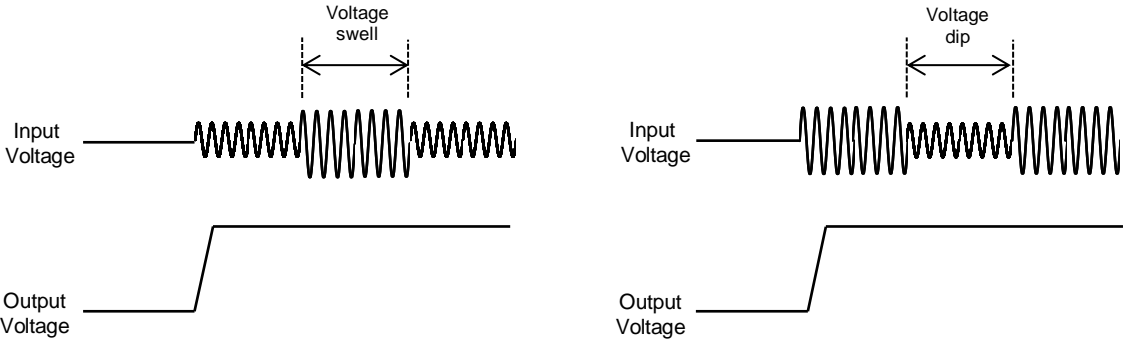 Voltage
swell
Input
Voltage
Output
Voltage
Voltage
dip
Input
Voltage
Output
Voltage